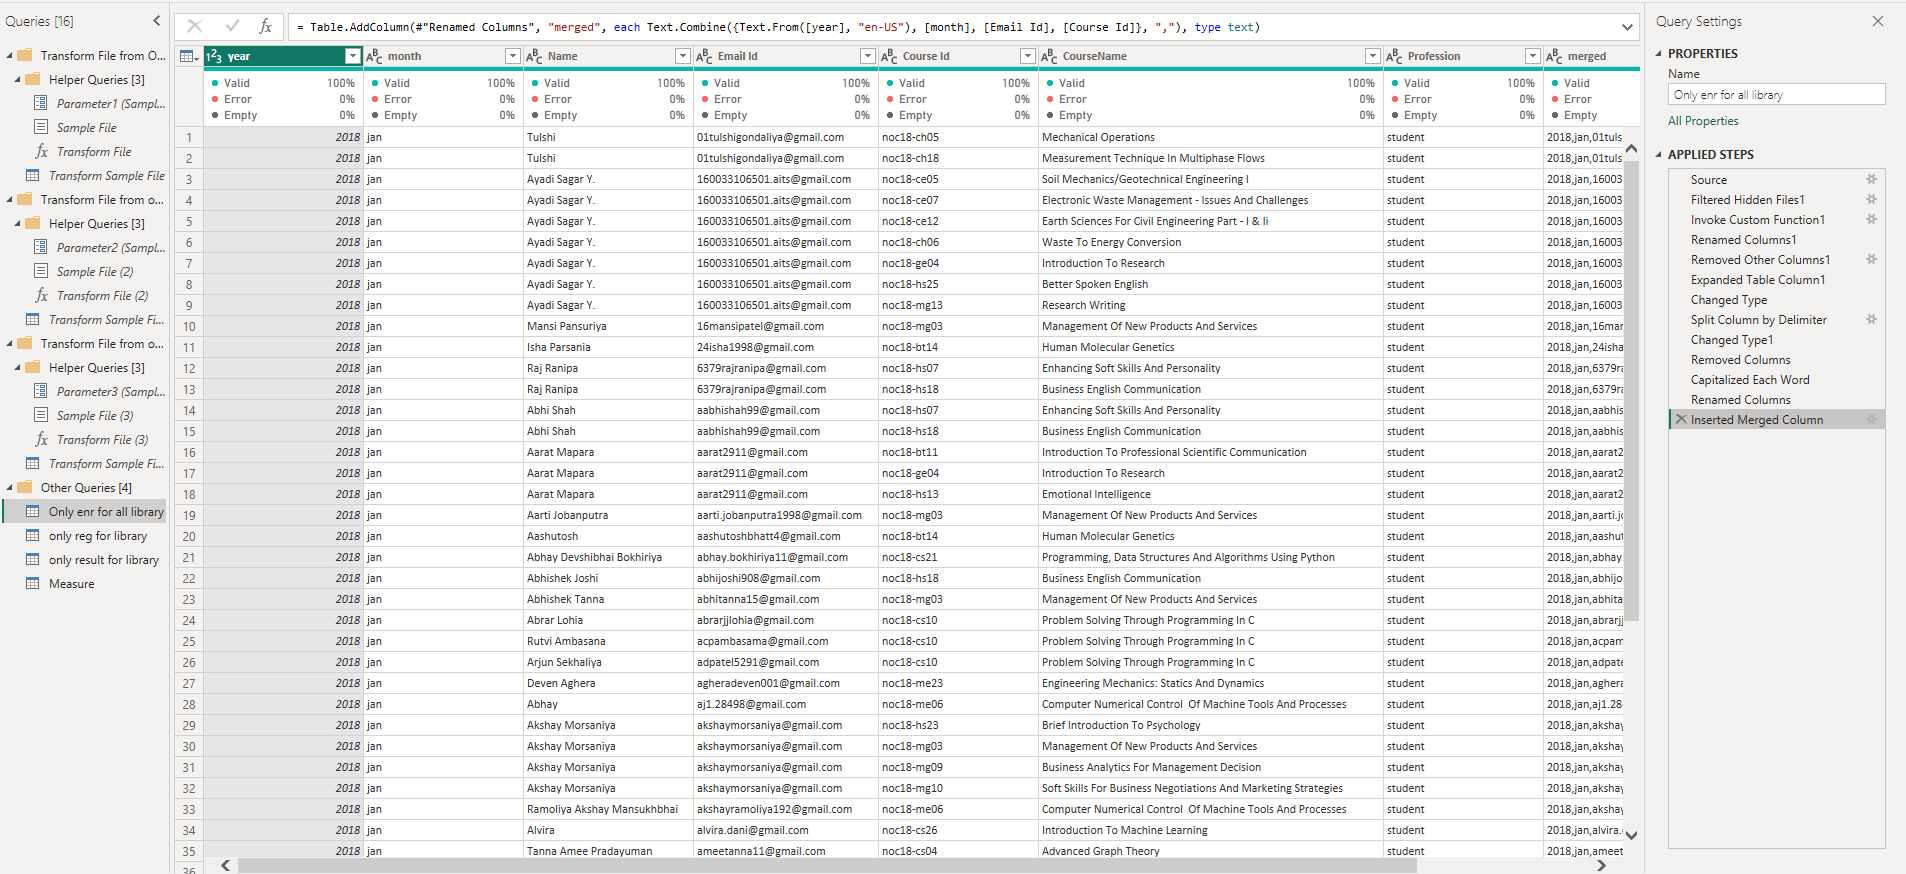 Queries [16]
Transform File from O...
Helper Queries [3]
Parameter1 (Sampl...
Sample File
Transform File
Transform Sample File
Transform File from o...
Helper Queries [3]
Parameter2 (Sampl...
Sample File (2)
Transform File (2)
Transform Sample Fi...
Transform File from o...
Helper Queries [3]
Parameter3 (Sampl...
Sample File (3)
Transform File (3)
Transform Sample Fi...
Other Queries [4]
Only enr for all library
only reg for library
only result for library
Measure
= Table.AddColumn(#"Renamed Columns", "merged", each Text.Combine({Text.From([year], "en-US"), [month], [Email Id], [Course Id]}, ","), type text)
year month Name Email Id Course Id CourseName Profession merged
Valid 100% Valid 100% Valid 100% Valid 100% Valid 100% Valid 100% Valid 100% Valid
Error 0% Error 0% Error 0% Error 0% Error 0% Error 0% Error 0% Error
Empty 0% Empty 0% Empty 0% Empty 0% Empty 0% Empty 0% Empty 0% Empty
1 2018 jan Tulshi 01tulshigondaliya@gmail.com noc18-ch05 Mechanical Operations student 2018,jan,01tuls
2 2018 jan Tulshi 01tulshigondaliya@gmail.com noc18-ch18 Measurement Technique In Multiphase Flows student 2018,jan,01tuls
3 2018 jan Ayadi Sagar Y. 160033106501.aits@gmail.com noc18-ce05 Soil Mechanics/Geotechnical Engineering I student 2018,jan,16003
4 2018 jan Ayadi Sagar Y. 160033106501.aits@gmail.com noc18-ce07 Electronic Waste Management - Issues And Challenges student 2018,jan,16003
5 2018 jan Ayadi Sagar Y. 160033106501.aits@gmail.com noc18-ce12 Earth Sciences For Civil Engineering Part - I & Ii student 2018,jan,16003
6 2018 jan Ayadi Sagar Y. 160033106501.aits@gmail.com noc18-ch06 Waste To Energy Conversion student 2018,jan,16003
7 2018 jan Ayadi Sagar Y. 160033106501.aits@gmail.com noc18-ge04 Introduction To Research student 2018,jan,16003
8 2018 jan Ayadi Sagar Y. 160033106501.aits@gmail.com noc18-hs25 Better Spoken English student 2018,jan,16003
9 2018 jan Ayadi Sagar Y. 160033106501.aits@gmail.com noc18-mg13 Research Writing student 2018,jan,16003
10 2018 jan Mansi Pansuriya 16mansipatel@gmail.com noc18-mg03 Management Of New Products And Services student 2018,jan,16mar
11 2018 jan Isha Parsania 24isha1998@gmail.com noc18-bt14 Human Molecular Genetics student 2018,jan,24isha
12 2018 jan Raj Ranipa 6379rajranipa@gmail.com noc18-hs07 Enhancing Soft Skills And Personality student 2018,jan,6379ra
13 2018 jan Raj Ranipa 6379rajranipa@gmail.com noc18-hs18 Business English Communication student 2018,jan,6379ra
14 2018 jan Abhi Shah aabhishah99@gmail.com noc18-hs07 Enhancing Soft Skills And Personality student 2018,jan,aabhis
15 2018 jan Abhi Shah aabhishah99@gmail.com noc18-hs18 Business English Communication student 2018,jan,aabhis
16 2018 jan Aarat Mapara aarat2911@gmail.com noc18-bt11 Introduction To Professional Scientific Communication student 2018,jan,aarat2
17 2018 jan Aarat Mapara aarat2911@gmail.com noc18-ge04 Introduction To Research student 2018,jan,aarat2
18 2018 jan Aarat Mapara aarat2911@gmail.com noc18-hs13 Emotional Intelligence student 2018,jan,aarat2
19 2018 jan Aarti Jobanputra aarti.jobanputra1998@gmail.com noc18-mg03 Management Of New Products And Services student 2018,jan,aarti.jc
20 2018 jan Aashutosh aashutoshbhatt4@gmail.com noc18-bt14 Human Molecular Genetics student 2018,jan,aashut
21 2018 jan Abhay Devshibhai Bokhiriya abhay.bokhiriya11@gmail.com noc18-cs21 Programming, Data Structures And Algorithms Using Python student 2018,jan,abhay.
22 2018 jan Abhishek Joshi abhijoshi908@gmail.com noc18-hs18 Business English Communication student 2018,jan,abhijo
23 2018 jan Abhishek Tanna abhitanna15@gmail.com noc18-mg03 Management Of New Products And Services student 2018,jan,abhita
24 2018 jan Abrar Lohia abrarjjlohia@gmail.com noc18-cs10 Problem Solving Through Programming In C student 2018,jan,abrarjj
25 2018 jan Rutvi Ambasana acpambasama@gmail.com noc18-cs10 Problem Solving Through Programming In C student 2018,jan,acpam
26 2018 jan Arjun Sekhaliya adpatel5291@gmail.com noc18-cs10 Problem Solving Through Programming In C student 2018,jan,adpate
27 2018 jan Deven Aghera agheradeven001@gmail.com noc18-me23 Engineering Mechanics: Statics And Dynamics student 2018,jan,aghera
28 2018 jan Abhay aj1.28498@gmail.com noc18-me06 Computer Numerical Control Of Machine Tools And Processes student 2018,jan,aj1.28
29 2018 jan Akshay Morsaniya akshaymorsaniya@gmail.com noc18-hs23 Brief Introduction To Psychology student 2018,jan,akshay
30 2018 jan Akshay Morsaniya akshaymorsaniya@gmail.com noc18-mg03 Management Of New Products And Services student 2018,jan,akshay
31 2018 jan Akshay Morsaniya akshaymorsaniya@gmail.com noc18-mg09 Business Analytics For Management Decision student 2018,jan,akshay
32 2018 jan Akshay Morsaniya akshaymorsaniya@gmail.com noc18-mg10 Soft Skills For Business Negotiations And Marketing Strategies student 2018,jan,akshay
33 2018 jan Ramoliya Akshay Mansukhbhai akshayramoliya192@gmail.com noc18-me06 Computer Numerical Control Of Machine Tools And Processes student 2018,jan,akshay
34 2018 jan Alvira alvira.dani@gmail.com noc18-cs26 Introduction To Machine Learning student 2018,jan,alvira.
35 2018 jan Tanna Amee Pradayuman ameetanna11@gmail.com noc18-cs04 Advanced Graph Theory student 2018,jan,ameet
36
Query Settings
PROPERTIES
Name
Only enr for all library
All Properties
APPLIED STEPS
Source
Filtered Hidden Files1
Invoke Custom Function1
Renamed Columns1
Removed Other Columns1
Expanded Table Column1
Changed Type
Split Column by Delimiter
Changed Type1
Removed Columns
Capitalized Each Word
Renamed Columns
Inserted Merged Column